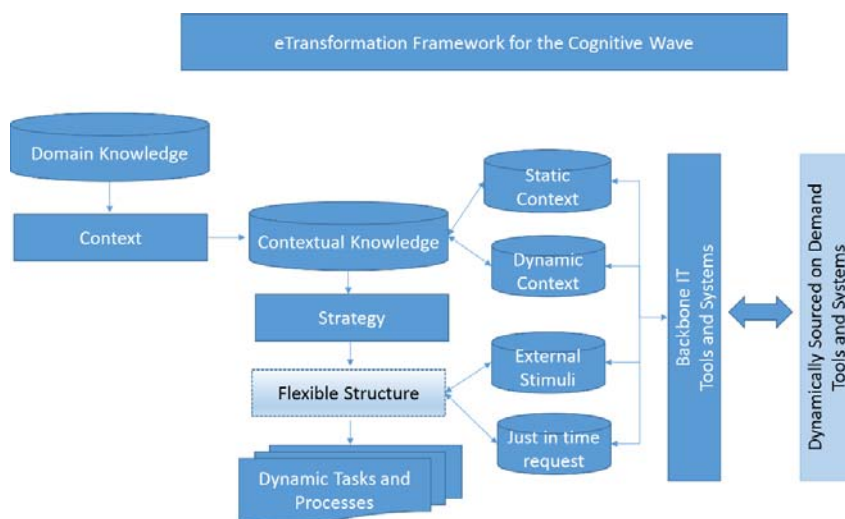 eTransformation Framework for the Cognitive Wave
Domain Knowledge
Context
Contextual Knowledge
Strategy
Flexible Structure
Dynamic Tasks and
Processes
Static
Context
Dynamic
Context
External
Stimuli
Just in time
request
Backbone IT
Tools and Systems
Dynamically Sourced on Demand
Tools and Systems